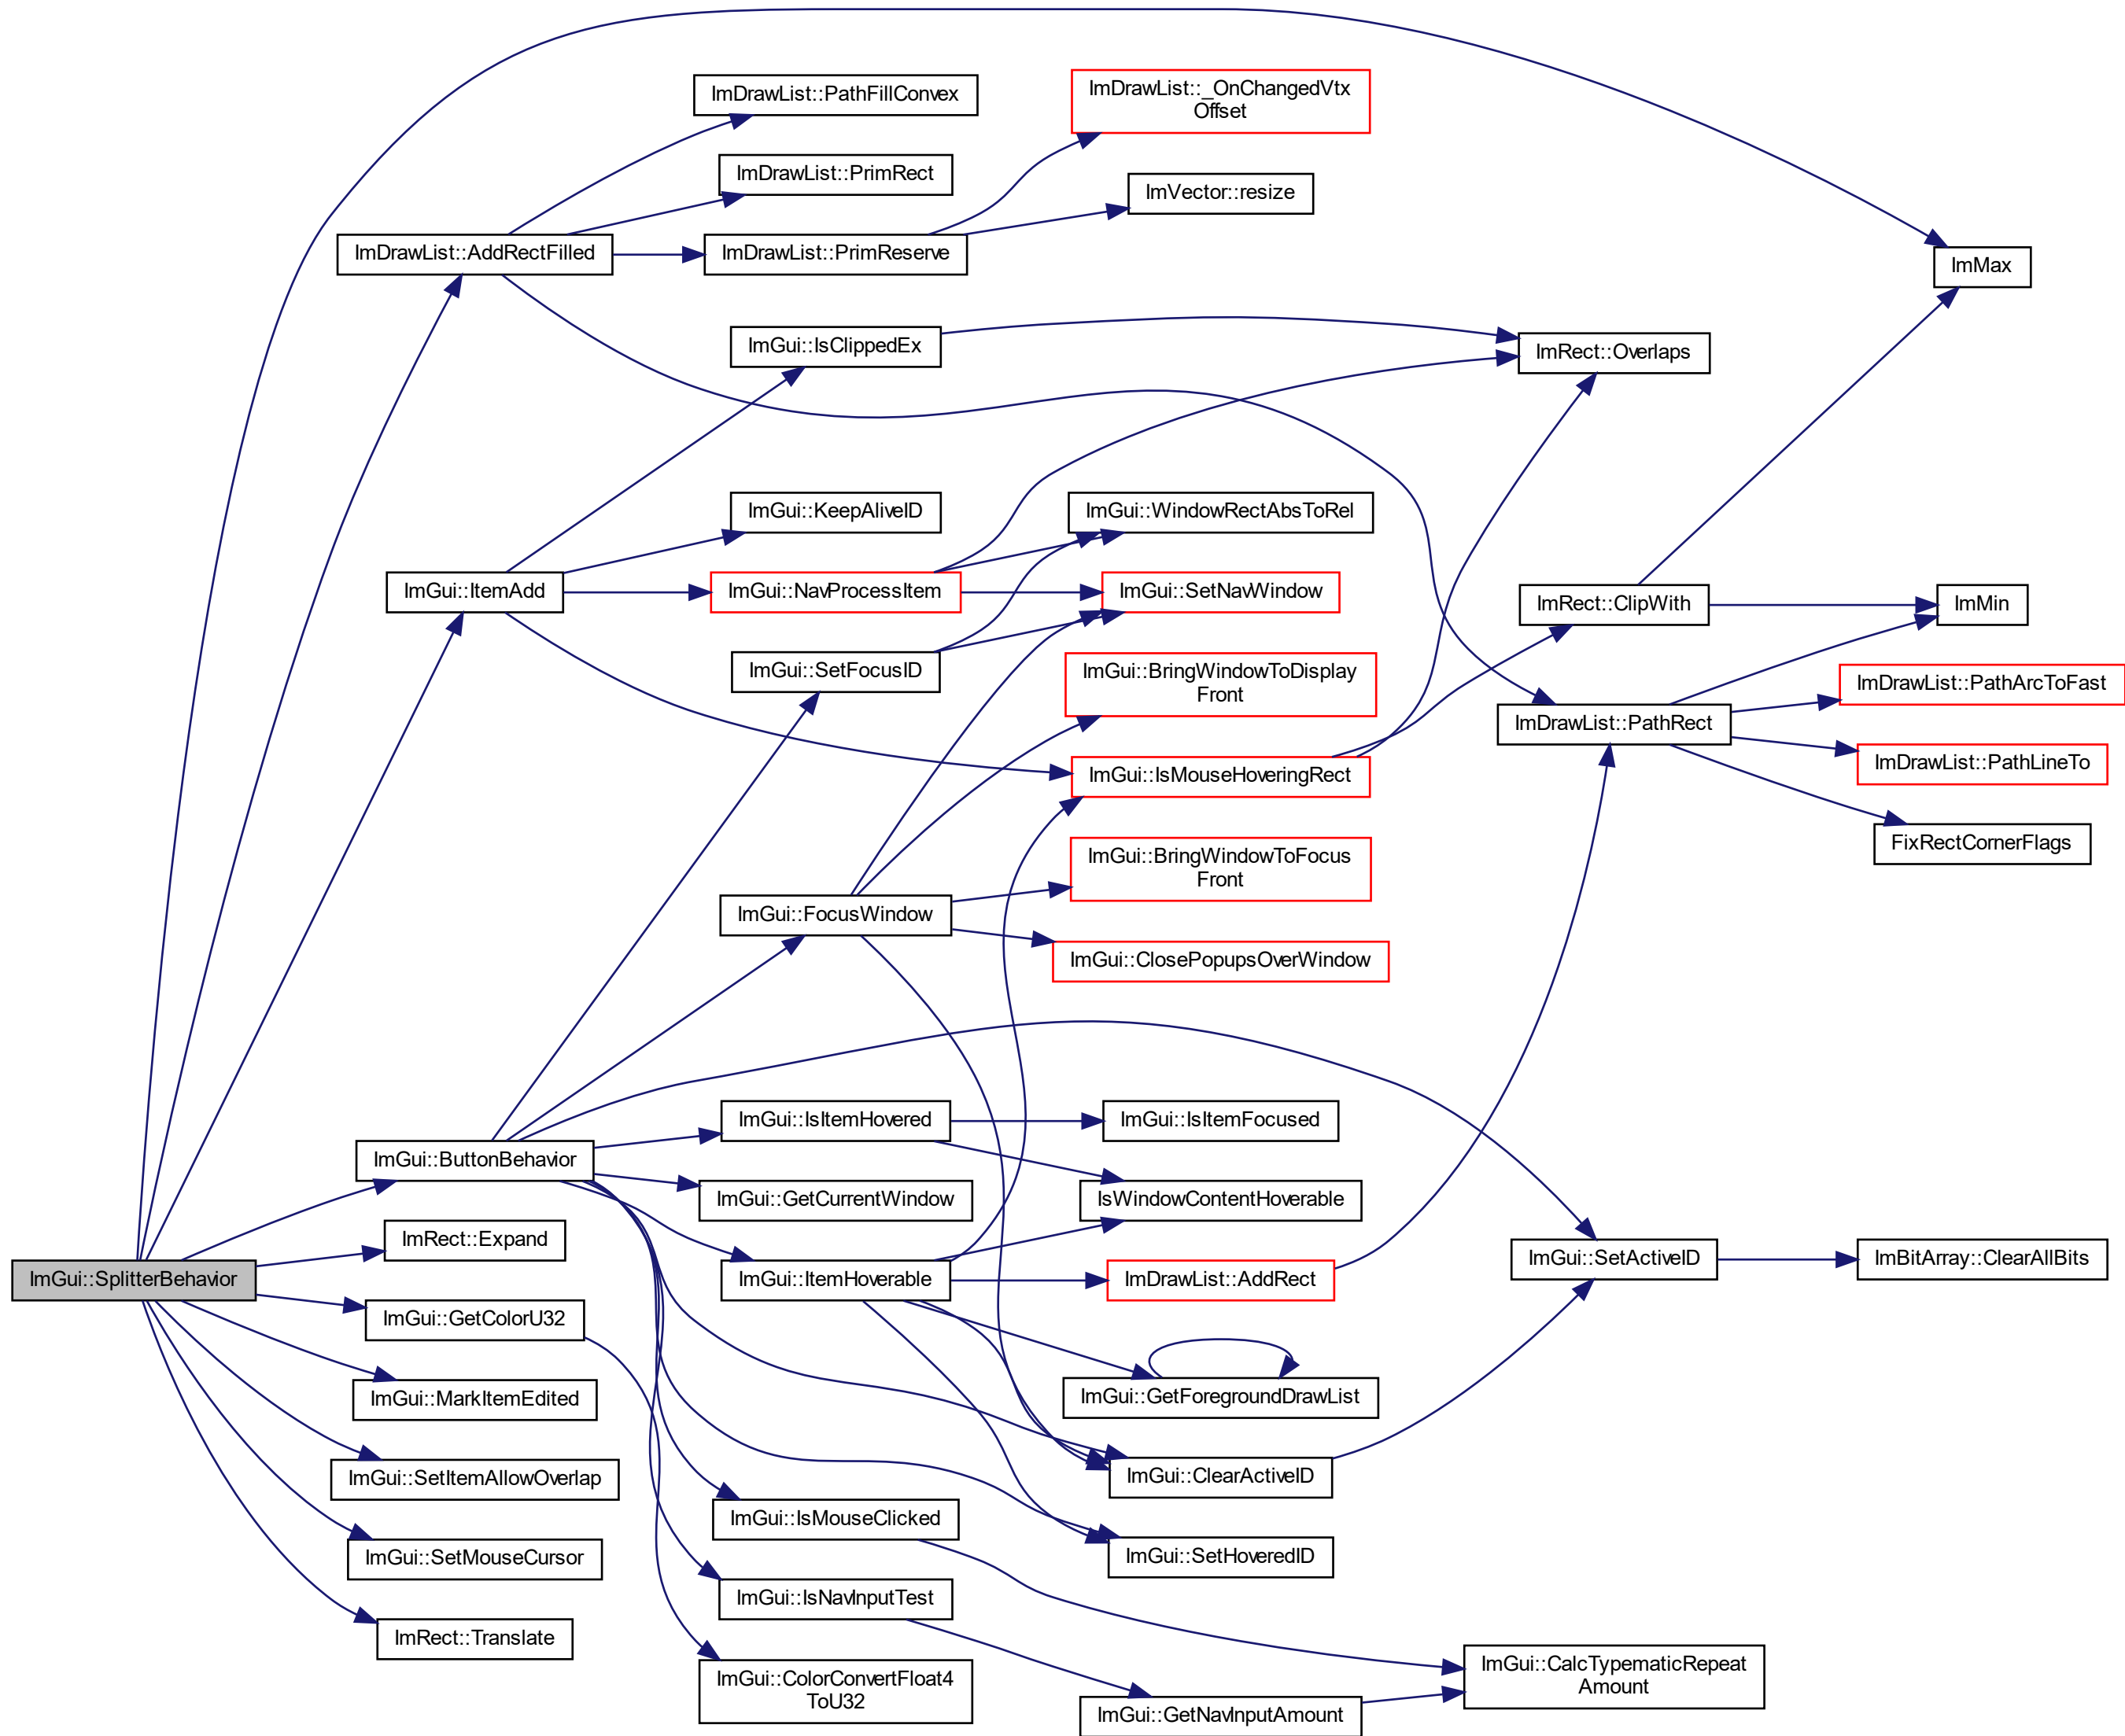 ImDrawList::PathFillConvex
ImDrawList::_OnChangedVtx
Offset
ImDrawList::PrimRect
ImVector::resize
ImDrawList::AddRectFilled
ImDrawList::PrimReserve
ImMax
ImGui::IsClippedEx
ImRect::Overlaps
ImGui::KeepAliveID
ImGui::WindowRectAbsToRel
ImGui::ItemAdd
ImGui::NavProcessItem
ImGui::SetNavWindow
ImRect::ClipWith
ImMin
ImGui::SetFocusID
ImGui::BringWindowToDisplay
Front
ImDrawList::PathArcToFast
ImDrawList::PathRect
ImDrawList::PathLineTo
ImGui::IsMouseHoveringRect
FixRectCornerFlags
ImGui::BringWindowToFocus
Front
ImGui::FocusWindow
ImGui::ClosePopupsOverWindow
ImGui::IsItemHovered
ImGui::IsItemFocused
ImGui::ButtonBehavior
ImGui::GetCurrentWindow
IsWindowContentHoverable
ImRect::Expand
ImGui::SplitterBehavior
ImGui::ItemHoverable
ImDrawList::AddRect
ImGui::SetActiveID
ImBitArray::ClearAllBits
ImGui::GetColorU32
ImGui::MarkItemEdited
ImGui::GetForegroundDrawList
ImGui::SetItemAllowOverlap
ImGui::ClearActiveID
ImGui::IsMouseClicked
ImGui::SetMouseCursor
ImGui::SetHoveredID
ImGui::IsNavInputTest
ImRect::Translate
ImGui::ColorConvertFloat4
ToU32
ImGui::CalcTypematicRepeat
Amount
ImGui::GetNavInputAmount